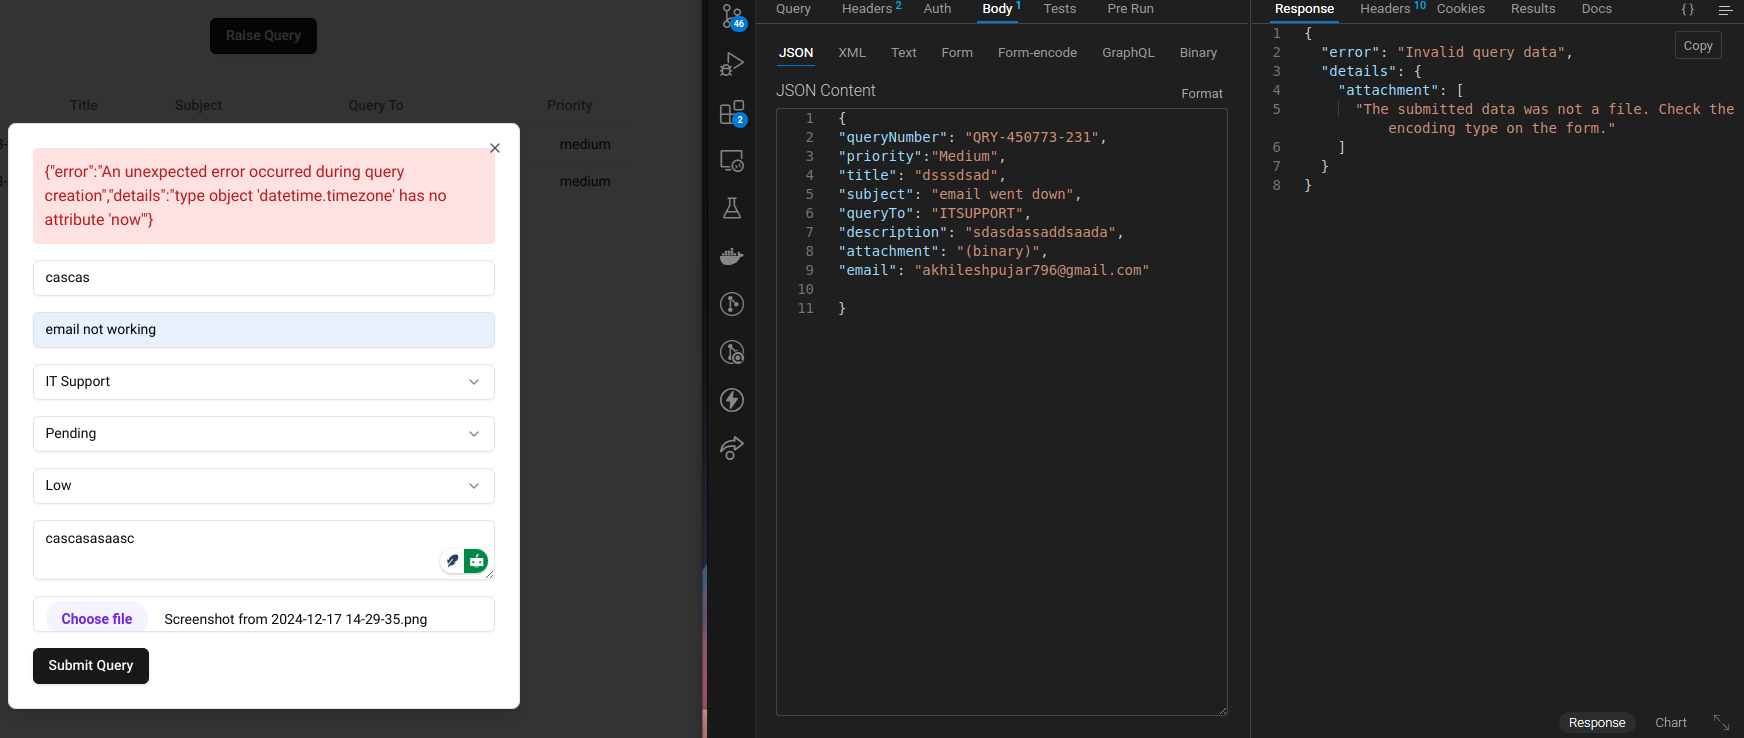 Raise Query
Title Subject Query To Priority
medium
medium
{"error":"An unexpected error occurred during query
creation","details":"type object 'datetime.timezone' has no
attribute 'now'"}
cascas
email not working
IT Support
Pending
Low
cascasasaasc
Choose file Screenshot from 2024-12-17 14-29-35.png
Submit Query
46
2
Query Headers 2 Auth Body 1 Tests Pre Run
JSON XML Text Form Form-encode GraphQL Binary
JSON Content Format
1 {
2 "queryNumber": "QRY-450773-231",
3 "priority":"Medium",
4 "title": "dsssdsad",
5 "subject": "email went down",
6 "queryTo": "ITSUPPORT",
7 "description": "sdasdassaddsaada",
8 "attachment": "(binary)",
9 "email": "akhileshpujar796@gmail.com"
10
11 }
Response Headers 10 Cookies Results Docs { }
Copy
1 {
2 "error": "Invalid query data",
3 "details": {
4 "attachment": [
5 "The submitted data was not a file. Check the
encoding type on the form."
6 ]
7 }
8 }
Response Chart